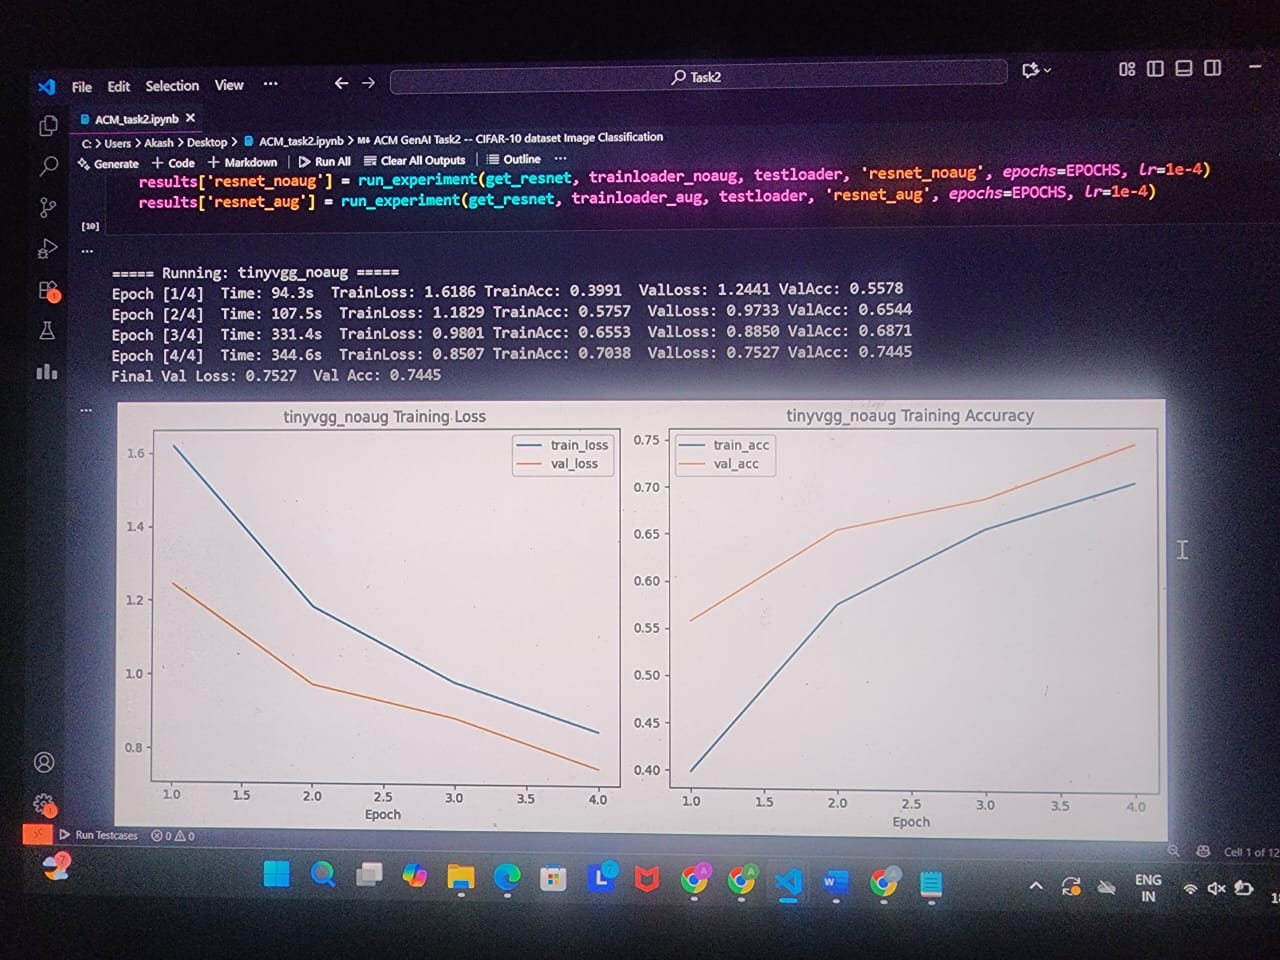 File Edit Selection View ···
Task2
ACM_task2.ipynb ×
C: > Users > Akash > Desktop > ACM_task2.ipynb > M↓ ACM GenAI Task2 -- CIFAR-10 dataset Image Classification
Generate + Code + Markdown | Run All Clear All Outputs | Outline ···
results['resnet_noaug'] = run_experiment(get_resnet, trainloader_noaug, testloader, 'resnet_noaug', epochs=EPOCHS, lr=1e-4)
results['resnet_aug'] = run_experiment(get_resnet, trainloader_aug, testloader, 'resnet_aug', epochs=EPOCHS, lr=1e-4)
[10]
···
===== Running: tinyvgg_noaug =====
Epoch [1/4] Time: 94.3s TrainLoss: 1.6186 TrainAcc: 0.3991 ValLoss: 1.2441 ValAcc: 0.5578
Epoch [2/4] Time: 107.5s TrainLoss: 1.1829 TrainAcc: 0.5757 ValLoss: 0.9733 ValAcc: 0.6544
Epoch [3/4] Time: 331.4s TrainLoss: 0.9801 TrainAcc: 0.6553 ValLoss: 0.8850 ValAcc: 0.6871
Epoch [4/4] Time: 344.6s TrainLoss: 0.8507 TrainAcc: 0.7038 ValLoss: 0.7527 ValAcc: 0.7445
Final Val Loss: 0.7527 Val Acc: 0.7445
···
tinyvgg_noaug Training Loss
train_loss
val_loss
1.6
1.4
1.2
1.0
0.8
1.0 1.5 2.0 2.5 3.0 3.5 4.0
Epoch
tinyvgg_noaug Training Accuracy
train_acc
val_acc
0.75
0.70
0.65
0.60
0.55
0.50
0.45
0.40
1.0 1.5 2.0 2.5 3.0 3.5 4.0
Epoch
Run Testcases 0 0
Cell 1 of 12
7
ENG
IN